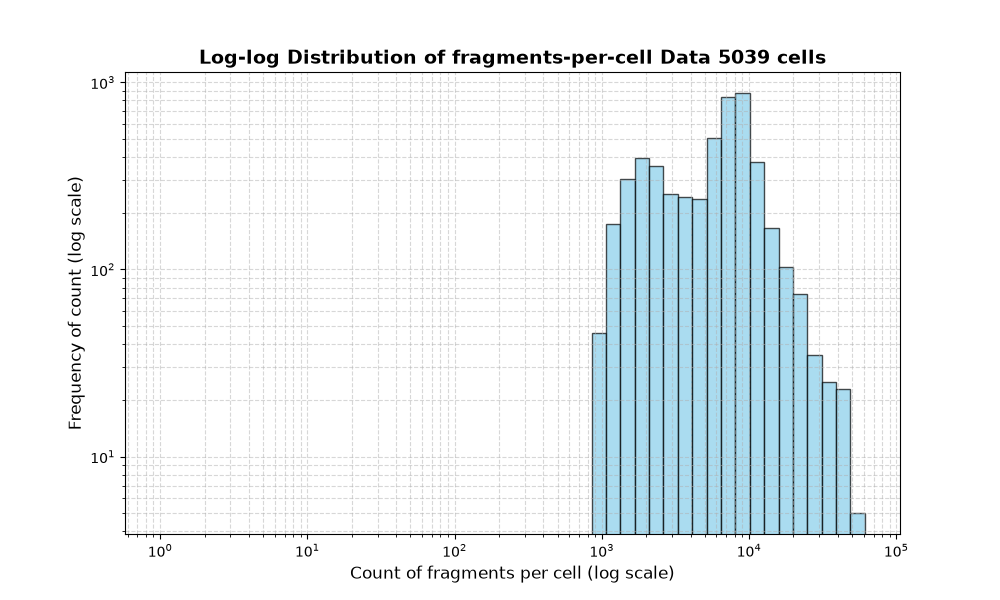 Log-log Distribution of fragments-per-cell Data 5039 cells
Frequency of count (log scale)
10³
10²
10¹
10⁰ 10¹ 10² 10³ 10⁴ 10⁵
Count of fragments per cell (log scale)